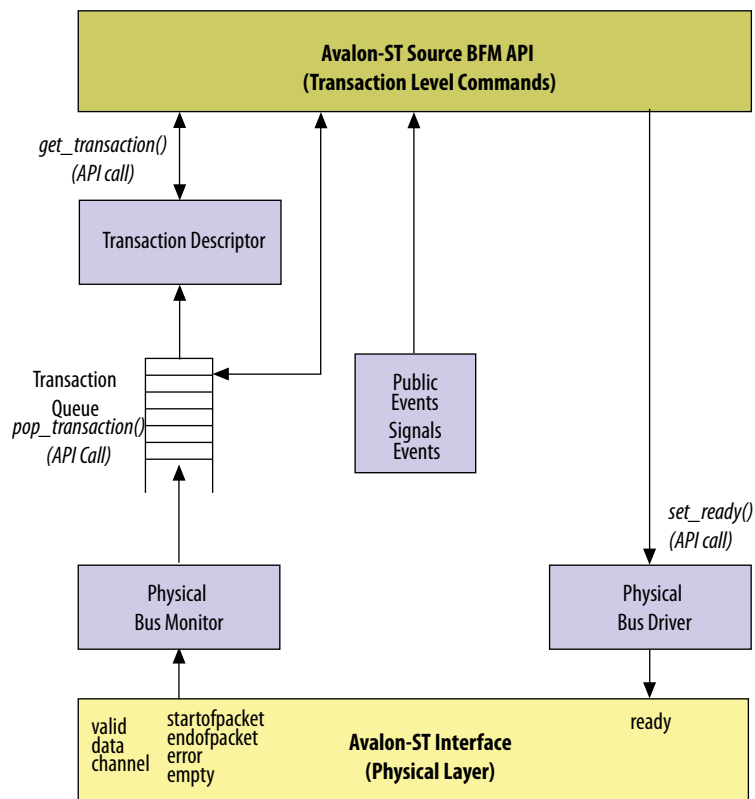 Avalon-ST Source BFM API
(Transaction Level Commands)
get_transaction()
(API call)
Transaction Descriptor
Transaction
Queue
pop_transaction()
(API Call)
Public
Events
Signals
Events
set_ready()
(API call)
Physical
Bus Monitor
Physical
Bus Driver
valid
data
channel
startofpacket
endofpacket
error
empty
Avalon-ST Interface
(Physical Layer)
ready